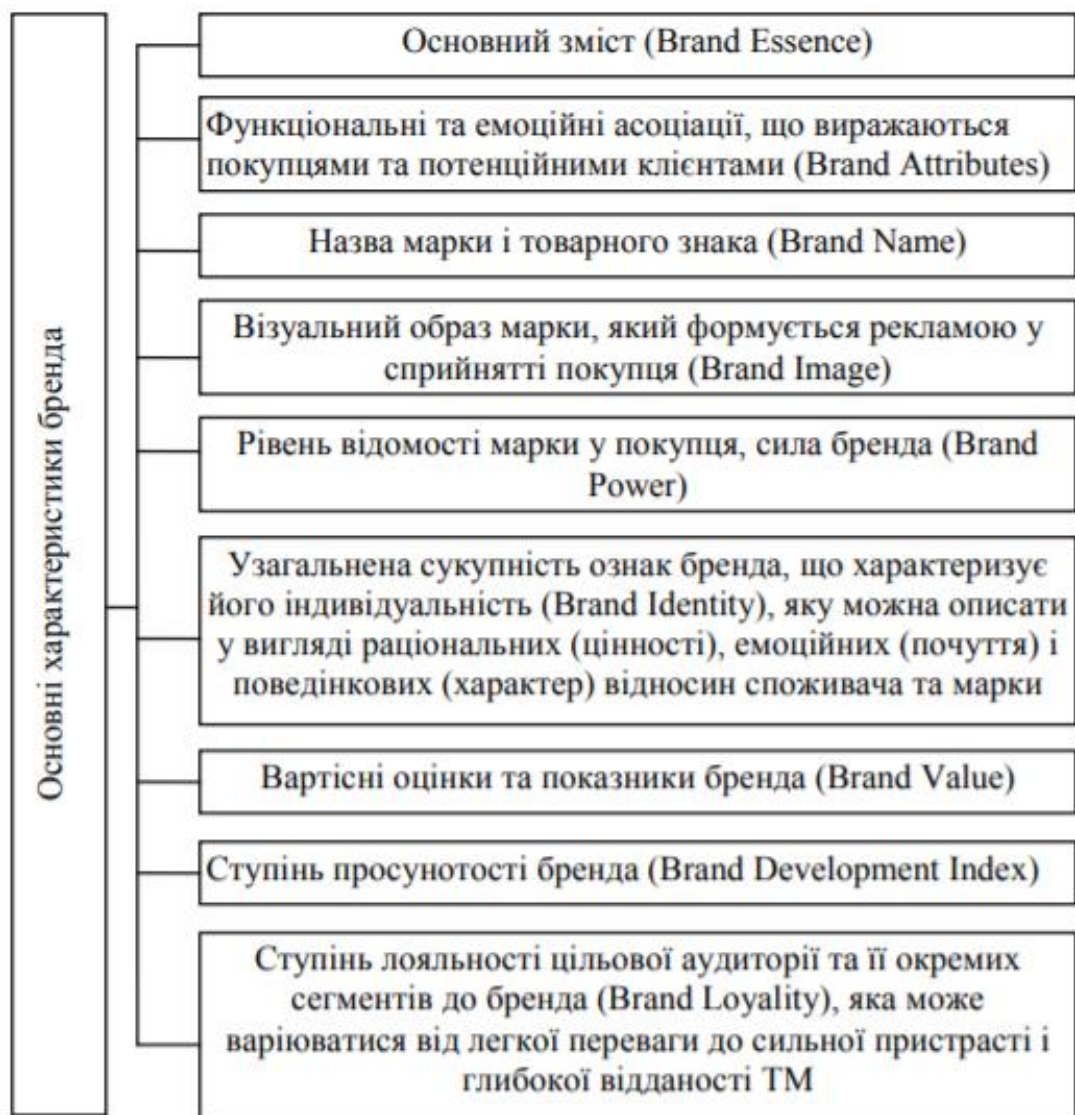 Основні характеристики бренда
Основний зміст (Brand Essence)
Функціональні та емоційні асоціації, що виражаються
покупцями та потенційними клієнтами (Brand Attributes)
Назва марки і товарного знака (Brand Name)
Візуальний образ марки, який формується рекламою у
сприйнятті покупця (Brand Image)
Рівень відомості марки у покупця, сила бренда (Brand
Power)
Узагальнена сукупність ознак бренда, що характеризує
його індивідуальність (Brand Identity), яку можна описати
у вигляді раціональних (цінності), емоційних (почуття) і
поведінкових (характер) відносин споживача та марки
Вартісні оцінки та показники бренда (Brand Value)
Ступінь просунотості бренда (Brand Development Index)
Ступінь лояльності цільової аудиторії та її окремих
сегментів до бренда (Brand Loyality), яка може
варіюватися від легкої переваги до сильної пристрасті і
глибокої відданості ТМ